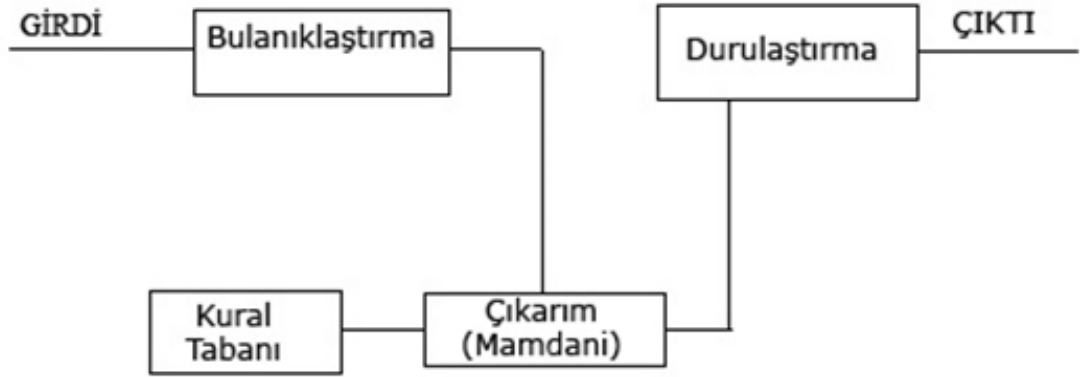 GİRDİ
Bulanıklaştırma
Durulaştırma
ÇIKTI
Kural
Tabanı
Çıkarım
(Mamdani)